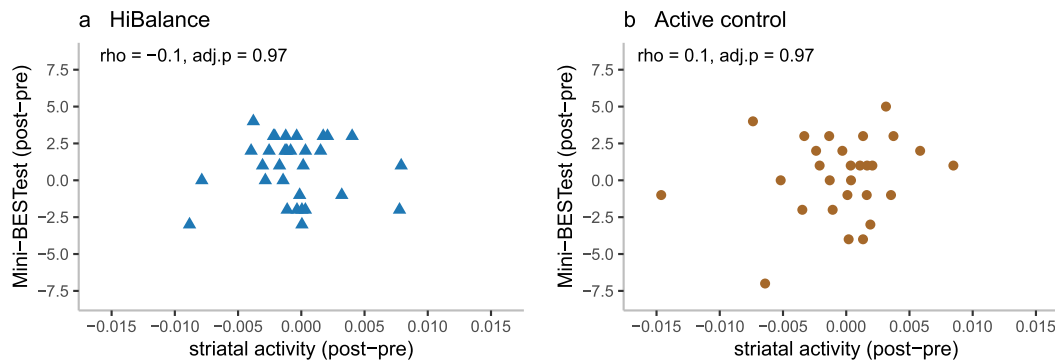 a HiBalance
rho = −0.1, adj.p = 0.97
Mini-BESTest (post-pre)
7.5
5.0
2.5
0.0
−2.5
−5.0
−7.5
−0.015 −0.010 −0.005 0.000 0.005 0.010 0.015
striatal activity (post-pre)
b Active control
rho = 0.1, adj.p = 0.97
Mini-BESTest (post-pre)
7.5
5.0
2.5
0.0
−2.5
−5.0
−7.5
−0.015 −0.010 −0.005 0.000 0.005 0.010 0.015
striatal activity (post-pre)